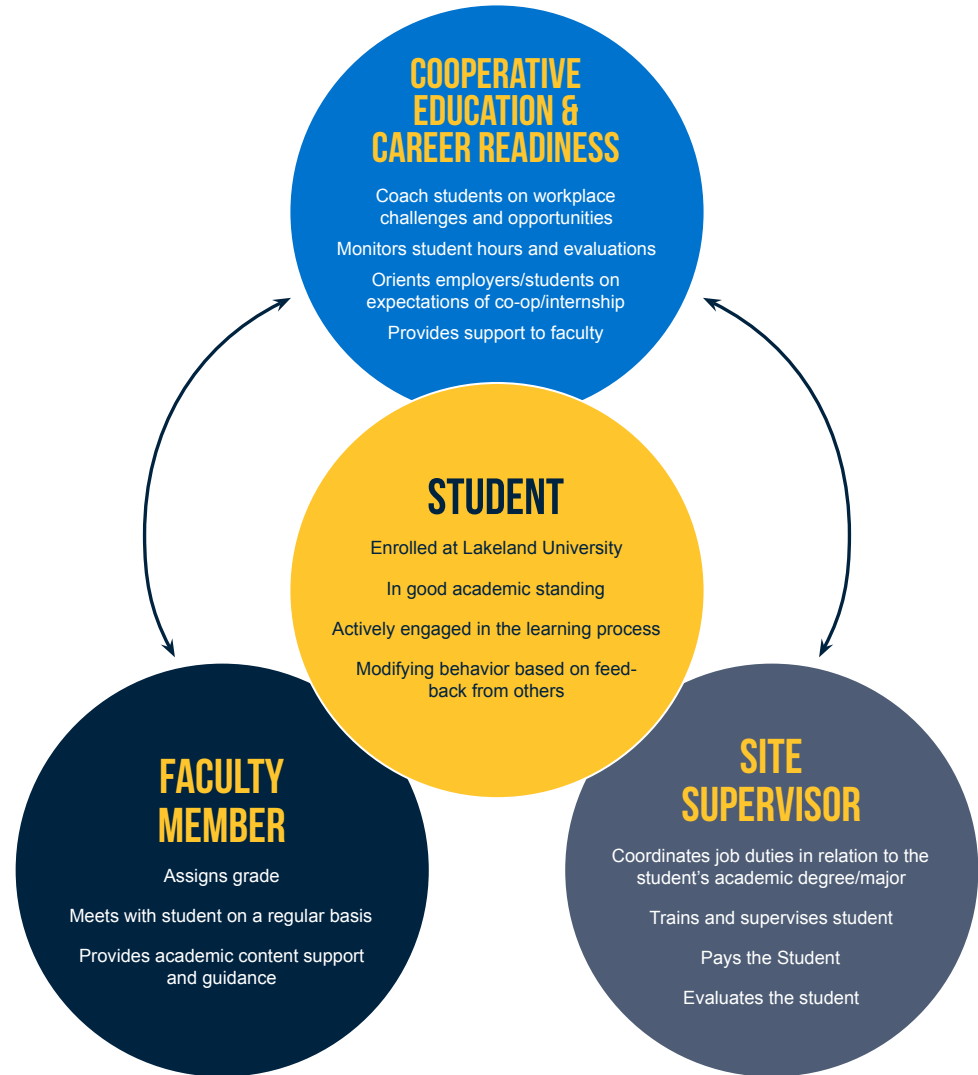 COOPERATIVE
EDUCATION &
CAREER READINESS
Coach students on workplace
challenges and opportunities
Monitors student hours and evaluations
Orients employers/students on
expectations of co-op/internship
Provides support to faculty
STUDENT
Enrolled at Lakeland University
In good academic standing
Actively engaged in the learning process
Modifying behavior based on feed-
back from others
FACULTY
MEMBER
Assigns grade
Meets with student on a regular basis
Provides academic content support
and guidance
SITE
SUPERVISOR
Coordinates job duties in relation to the
student’s academic degree/major
Trains and supervises student
Pays the Student
Evaluates the student